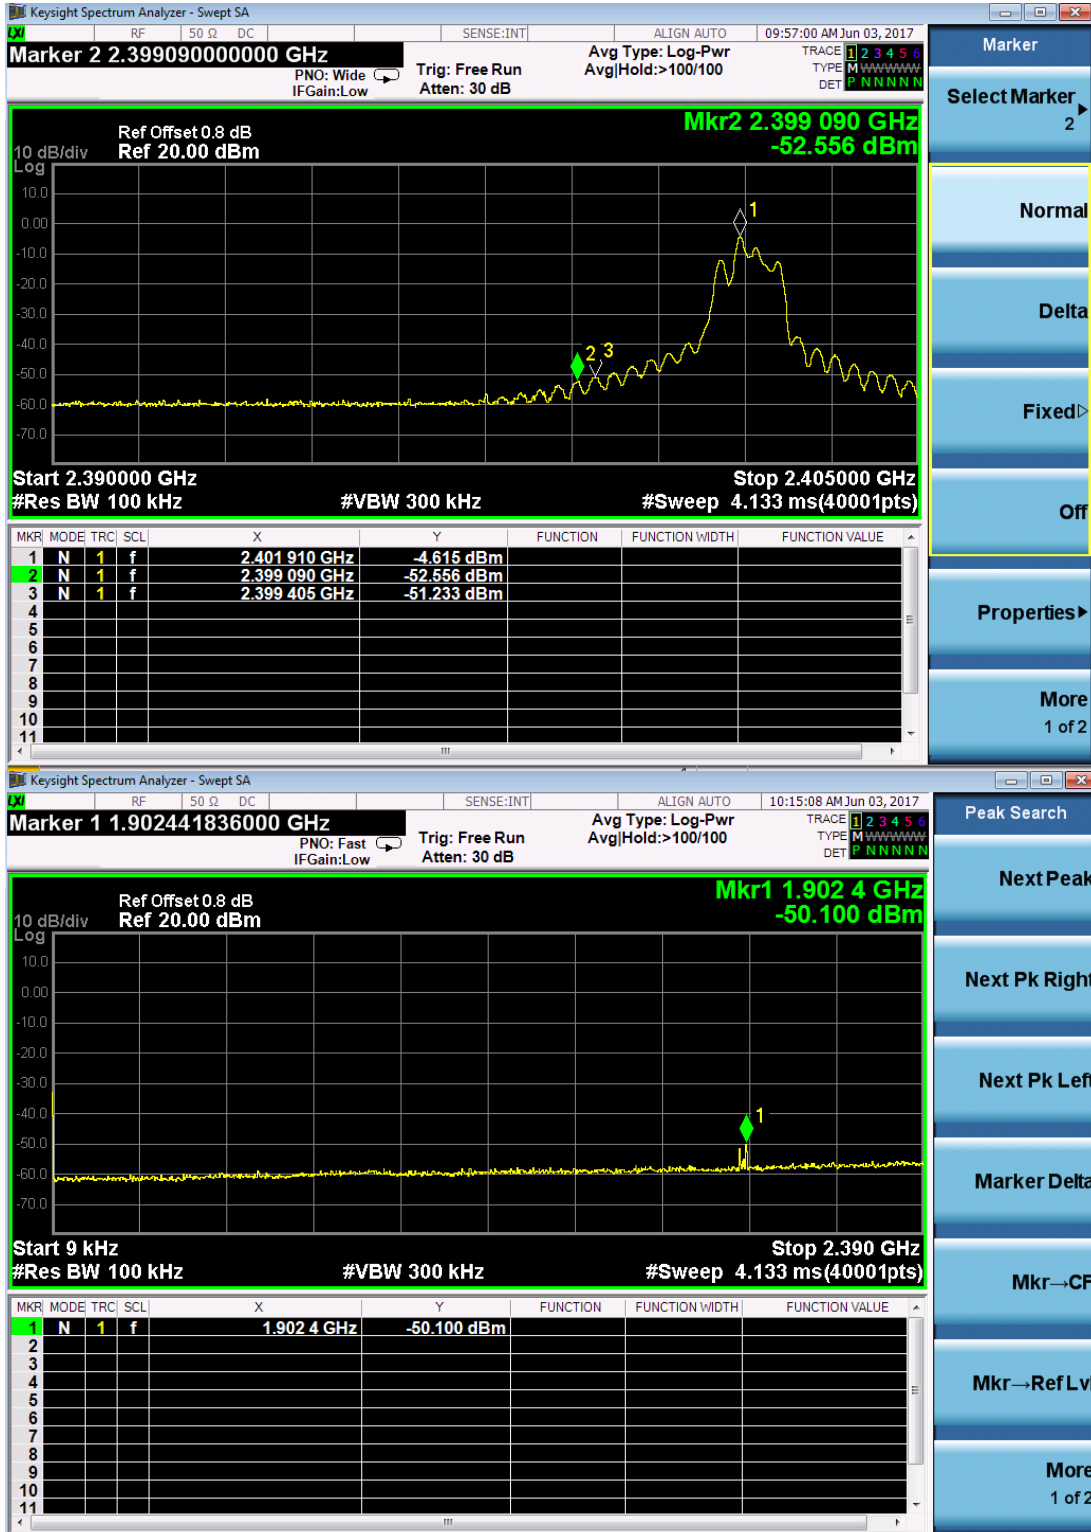 Keysight Spectrum Analyzer - Swept SA
LXI RF 50 Ω DC SENSE:INT ALIGN AUTO 09:57:00 AM Jun 03, 2017
Marker 2 2.399090000000 GHz
PNO: Wide
IFGain:Low
Trig: Free Run
Atten: 30 dB
Avg Type: Log-Pwr
Avg|Hold:>100/100
TRACE 1 2 3 4 5 6
TYPE M W W W W W
DET P N N N N N
Marker
Select Marker
2
Normal
Delta
Fixed
Off
Properties
More
1 of 2
Mkr2 2.399 090 GHz
-52.556 dBm
Ref Offset 0.8 dB
10 dB/div Ref 20.00 dBm
Log
10.0
0.00
-10.0
-20.0
-30.0
-40.0
-50.0
-60.0
-70.0
1
2
3
Start 2.390000 GHz Stop 2.405000 GHz
#Res BW 100 kHz #VBW 300 kHz #Sweep 4.133 ms(40001pts)
MKR MODE TRC SCL X Y FUNCTION FUNCTION WIDTH FUNCTION VALUE
1 N 1 f 2.401 910 GHz -4.615 dBm
2 N 1 f 2.399 090 GHz -52.556 dBm
3 N 1 f 2.399 405 GHz -51.233 dBm
4
5
6
7
8
9
10
11
Keysight Spectrum Analyzer - Swept SA
LXI RF 50 Ω DC SENSE:INT ALIGN AUTO 10:15:08 AM Jun 03, 2017
Marker 1 1.902441836000 GHz
PNO: Fast
IFGain:Low
Trig: Free Run
Atten: 30 dB
Avg Type: Log-Pwr
Avg|Hold:>100/100
TRACE 1 2 3 4 5 6
TYPE M W W W W W
DET P N N N N N
Peak Search
Next Peak
Next Pk Right
Next Pk Left
Marker Delta
Mkr→CF
Mkr→Ref Lvl
More
1 of 2
Mkr1 1.902 4 GHz
-50.100 dBm
Ref Offset 0.8 dB
10 dB/div Ref 20.00 dBm
Log
10.0
0.00
-10.0
-20.0
-30.0
-40.0
-50.0
-60.0
-70.0
1
Start 9 kHz Stop 2.390 GHz
#Res BW 100 kHz #VBW 300 kHz #Sweep 4.133 ms(40001pts)
MKR MODE TRC SCL X Y FUNCTION FUNCTION WIDTH FUNCTION VALUE
1 N 1 f 1.902 4 GHz -50.100 dBm
2
3
4
5
6
7
8
9
10
11